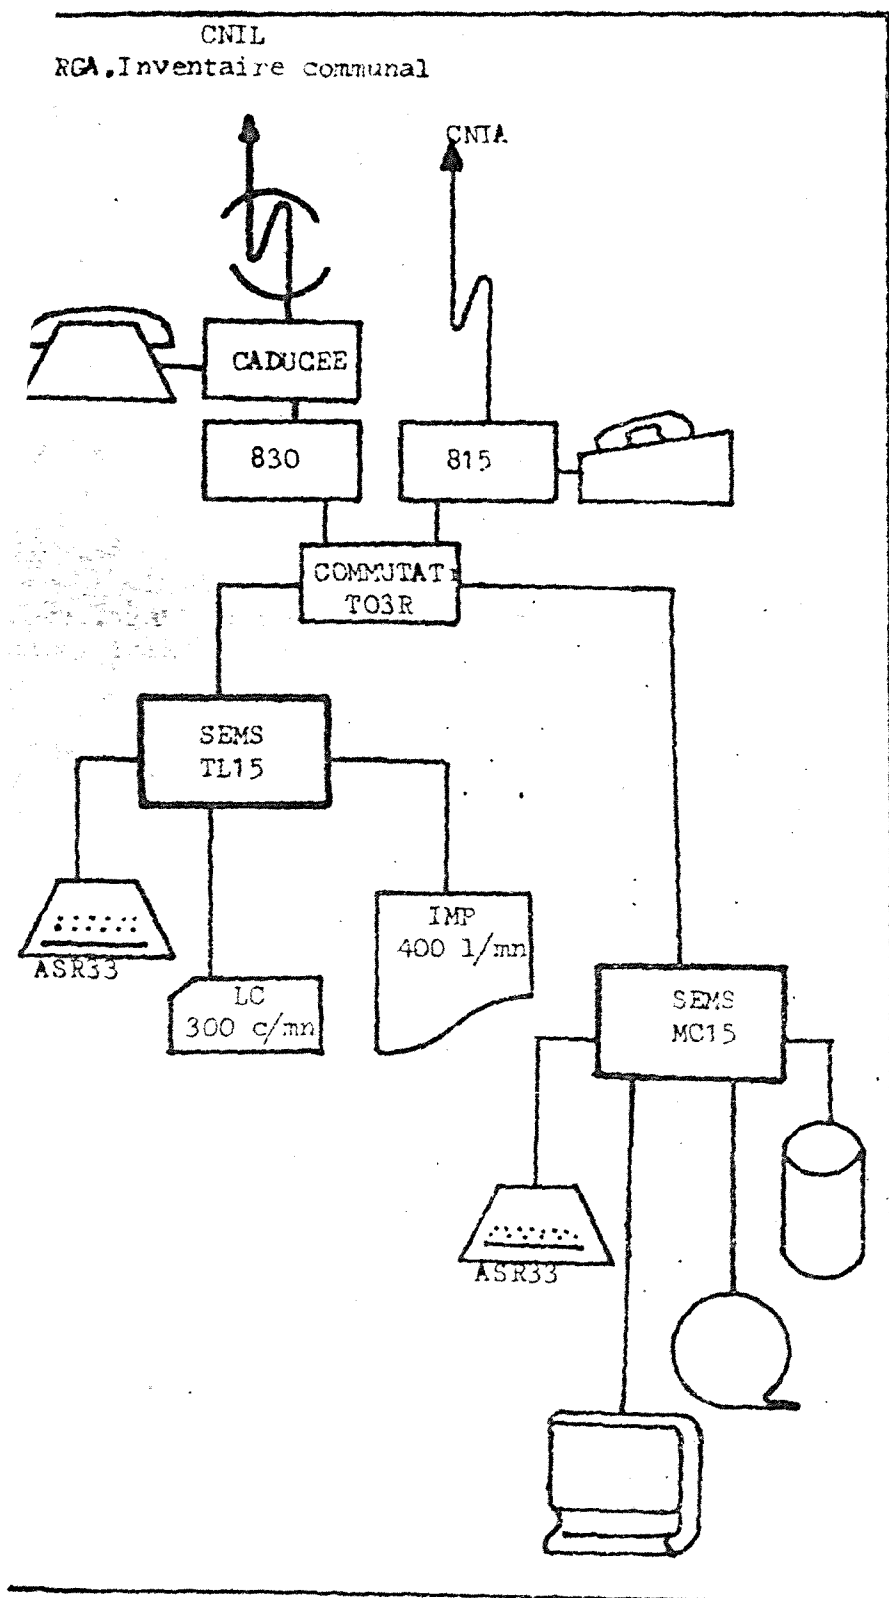 CNIL
RGA.Inventaire communal
CNIA
CADUCEE
830
815
COMMUTAT
TO3R
SEMS
TL15
ASR33
LC
300 c/mn
IMP
400 l/mn
SEMS
MC15
ASR33